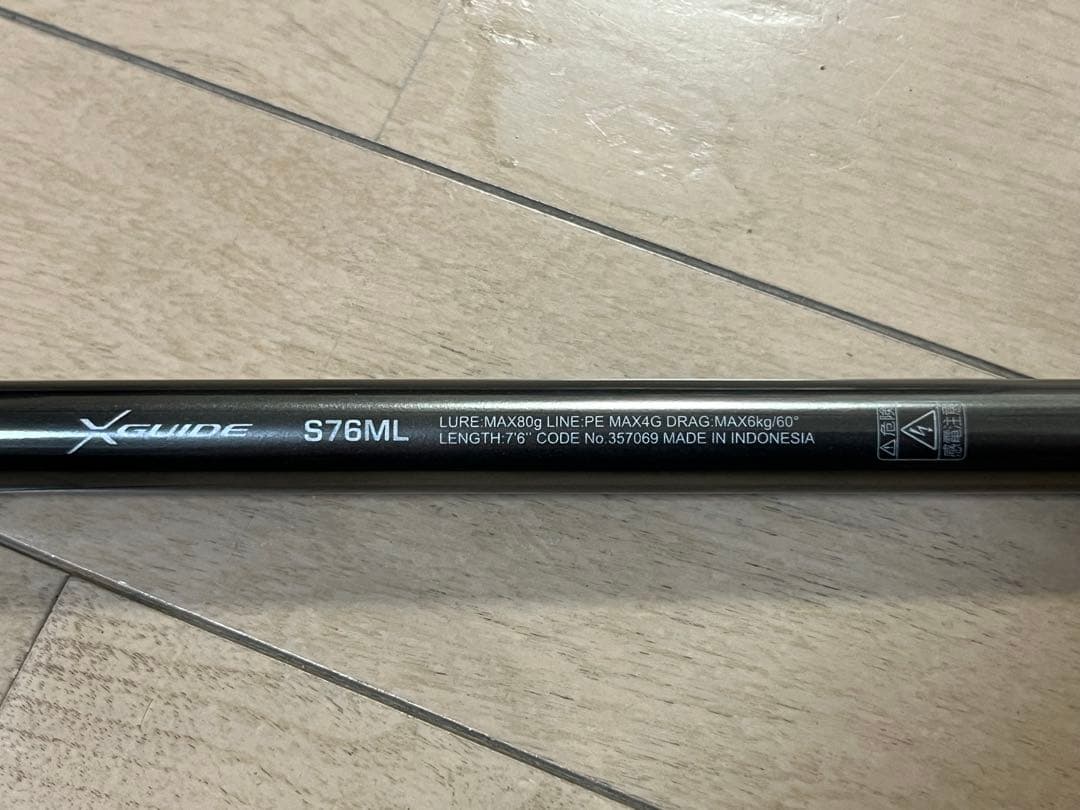 XGUIDE
S76ML
LURE:MAX80g LINE:PE MAX4G DRAG:MAX6kg/60°
LENGTH:7'6" CODE No.357069 MADE IN INDONESIA
危険
感電注意